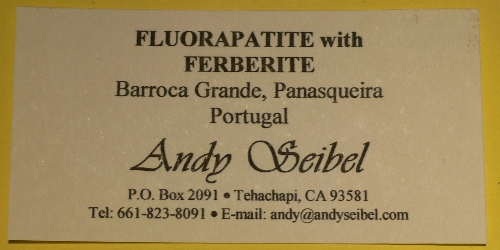 FLUORAPATITE with
FERBERITE
Barroca Grande, Panasqueira
Portugal
Andy Seibel
P.O. Box 2091 • Tehachapi, CA 93581
Tel: 661-823-8091 • E-mail: andy@andyseibel.com